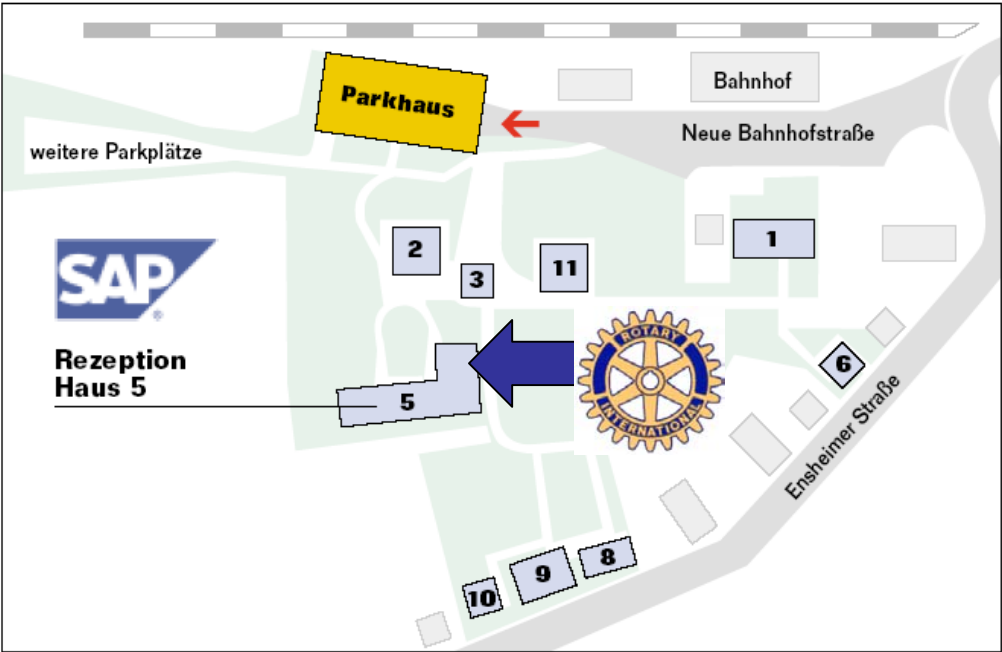 Bahnhof
Parkhaus
Neue Bahnhofstraße
weitere Parkplätze
1
2
11
3
SAP
®
ROTARY
INTERNATIONAL
Rezeption
Haus 5
6
5
Ensheimer Straße
8
9
10